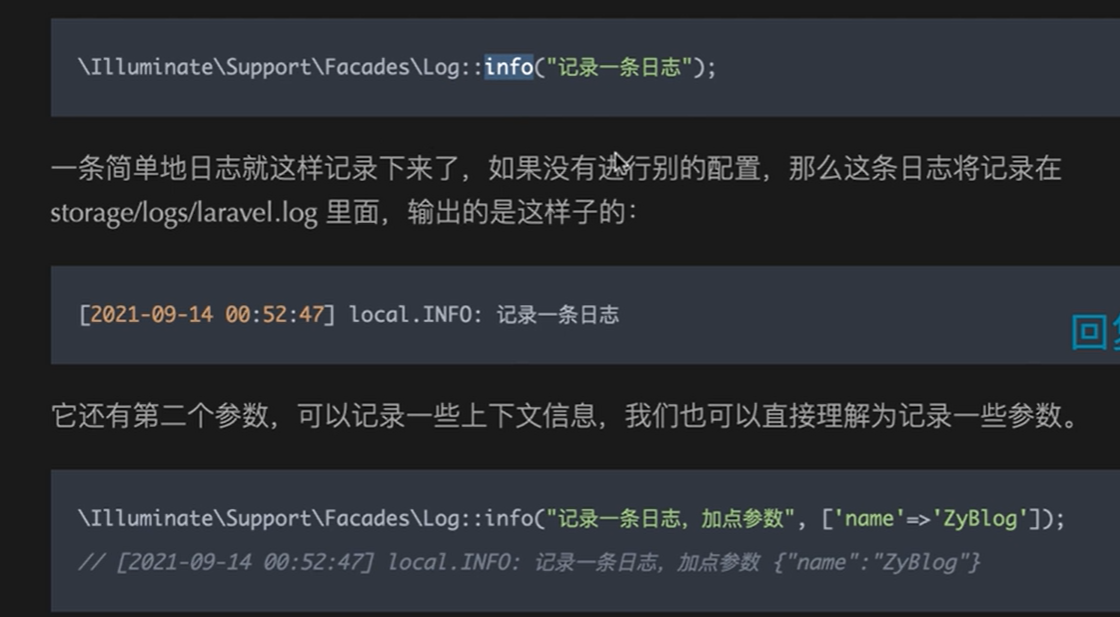 \Illuminate\Support\Facades\Log::info("记录一条日志");
一条简单地日志就这样记录下来了，如果没有进行别的配置，那么这条日志将记录在
storage/logs/laravel.log 里面，输出的是这样子的：
[2021-09-14 00:52:47] local.INFO: 记录一条日志
回复
它还有第二个参数，可以记录一些上下文信息，我们也可以直接理解为记录一些参数。
\Illuminate\Support\Facades\Log::info("记录一条日志，加点参数", ['name'=>'ZyBlog']);
// [2021-09-14 00:52:47] local.INFO: 记录一条日志，加点参数 {"name":"ZyBlog"}